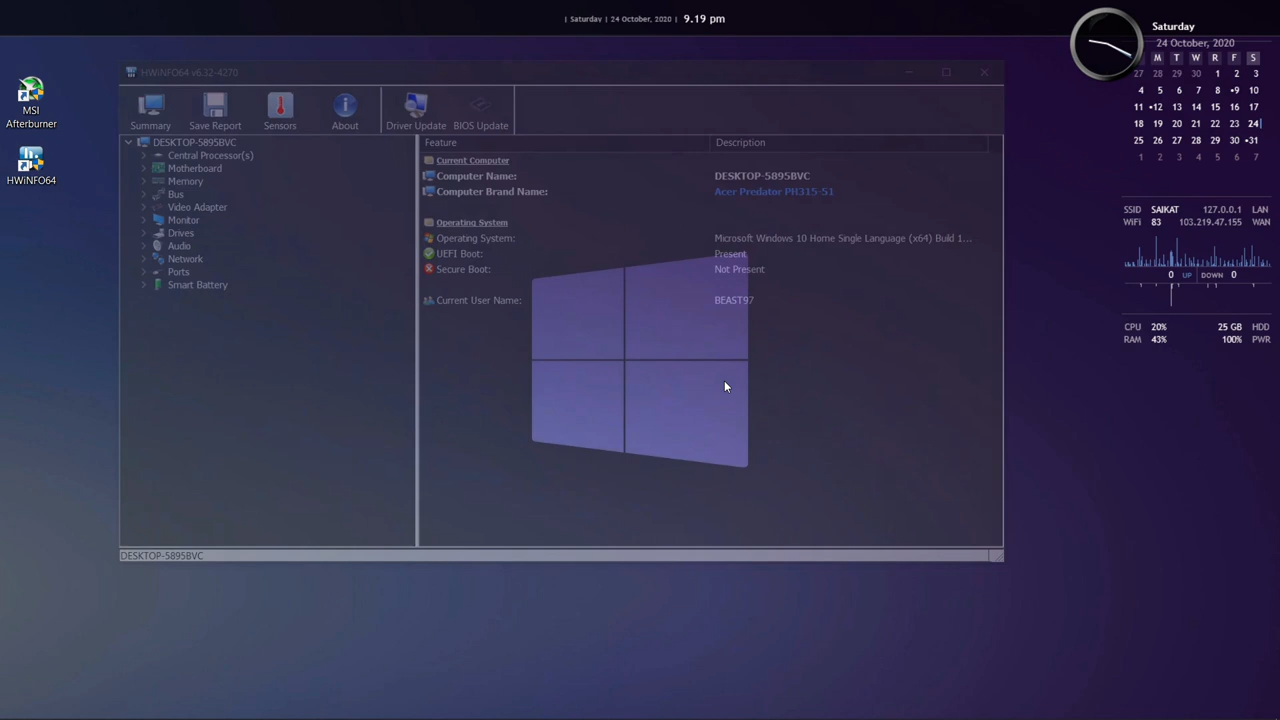 | Saturday | 24 October, 2020 | 9.19 pm
MSI
Afterburner
HWiNFO64
HWiNFO64 v6.32-4270
Summary
Save Report
Sensors
About
Driver Update
BIOS Update
DESKTOP-5895BVC
Central Processor(s)
Motherboard
Memory
Bus
Video Adapter
Monitor
Drives
Audio
Network
Ports
Smart Battery
Feature Description
Current Computer
Computer Name: DESKTOP-5895BVC
Computer Brand Name: Acer Predator PH315-51
Operating System
Operating System: Microsoft Windows 10 Home Single Language (x64) Build 1...
UEFI Boot: Present
Secure Boot: Not Present
Current User Name: BEAST97
DESKTOP-5895BVC
Saturday
24 October, 2020
M T W R F S
27 28 29 30 1 2 3
4 5 6 7 8 •9 10
11 •12 13 14 15 16 17
18 19 20 21 22 23 24|
25 26 27 28 29 30 •31
1 2 3 4 5 6 7
SSID SAIKAT 127.0.0.1 LAN
WiFi 83 103.219.47.155 WAN
0 UP DOWN 0
CPU 20% 25 GB HDD
RAM 43% 100% PWR